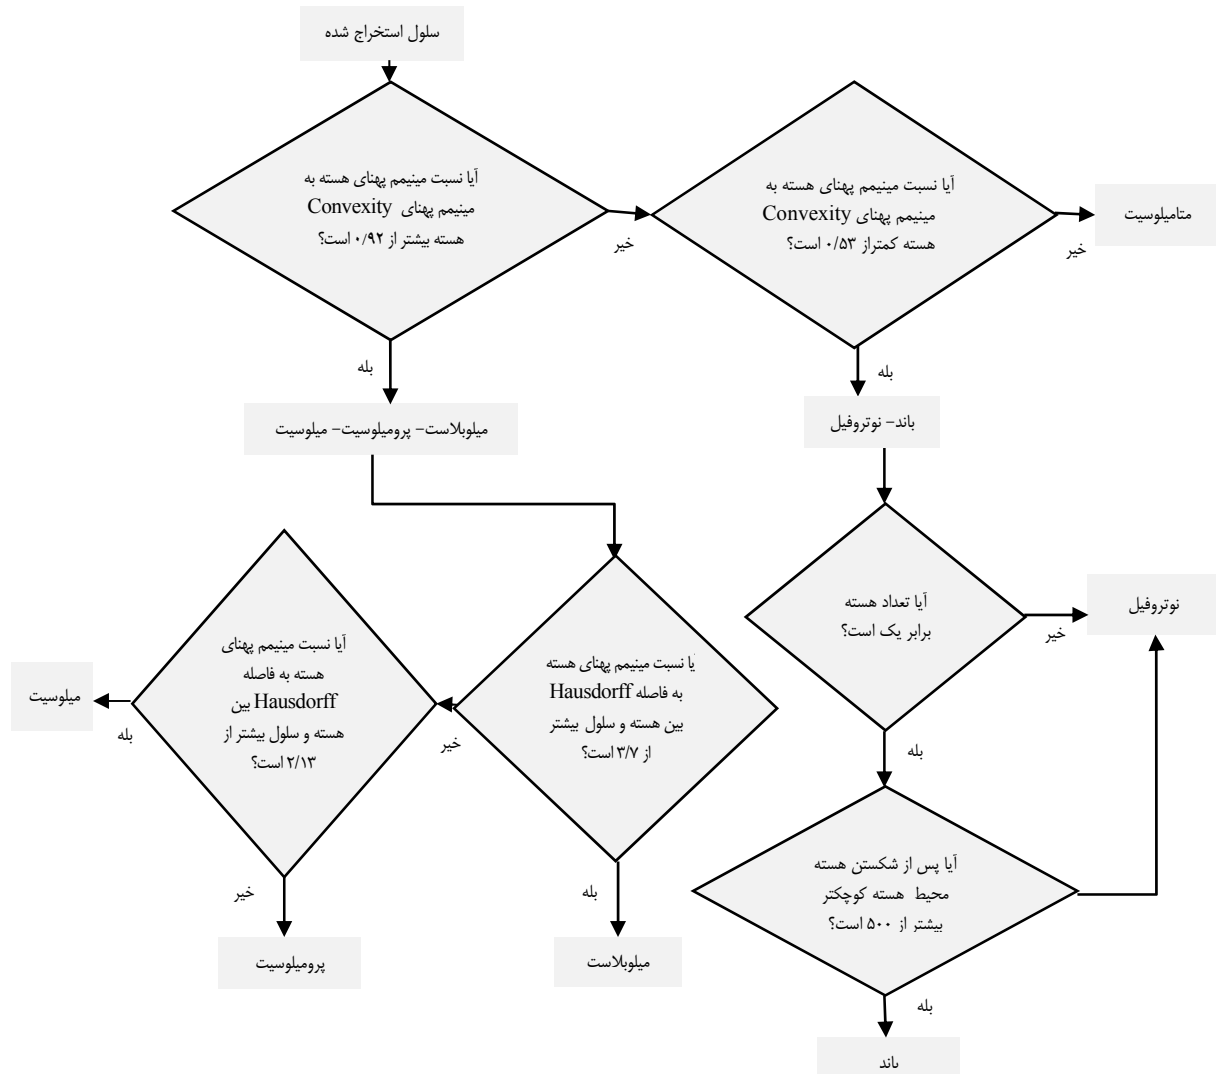 سلول استخراج شده
آیا نسبت مینیمم پهنای هسته به
مینیمم پهنای Convexity
هسته بیشتر از ۰/۹۲ است؟
خیر
بله
آیا نسبت مینیمم پهنای هسته به
مینیمم پهنای Convexity
هسته کمتراز ۰/۵۳ است؟
خیر
متامیلوسیت
بله
میلوبلاست- پرومیلوسیت- میلوسیت
باند- نوتروفیل
آیا تعداد هسته
برابر یک است؟
خیر
نوتروفیل
بله
یا نسبت مینیمم پهنای هسته
به فاصله Hausdorff
بین هسته و سلول بیشتر
از ۳/۷ است؟
خیر
بله
آیا نسبت مینیمم پهنای
هسته به فاصله
Hausdorff بین
هسته و سلول بیشتر از
۲/۱۳ است؟
بله
میلوسیت
خیر
پرومیلوسیت
میلوبلاست
آیا پس از شکستن هسته
محیط هسته کوچکتر
بیشتر از ۵۰۰ است؟
بله
باند